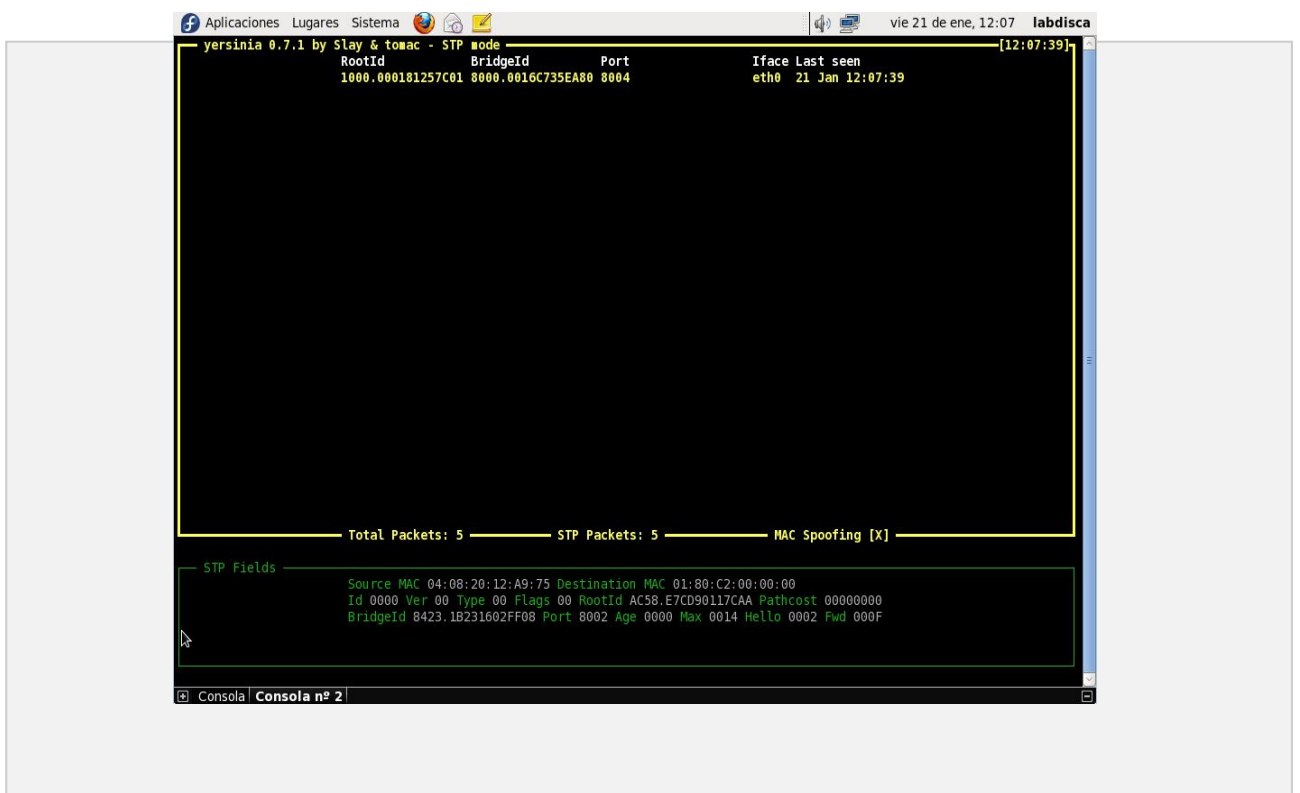 Aplicaciones Lugares Sistema vie 21 de ene, 12:07 labdisca
yersinia 0.7.1 by Slay & tomac - STP mode [12:07:39]
RootId BridgeId Port Iface Last seen
1000.000181257C01 8000.0016C735EA80 8004 eth0 21 Jan 12:07:39
Total Packets: 5 STP Packets: 5 MAC Spoofing [X]
STP Fields
Source MAC 04:08:20:12:A9:75 Destination MAC 01:80:C2:00:00:00
Id 0000 Ver 00 Type 00 Flags 00 RootId AC58.E7CD90117CAA Pathcost 00000000
BridgeId 8423.1B231602FF08 Port 8002 Age 0000 Max 0014 Hello 0002 Fwd 000F
Consola Consola nº 2